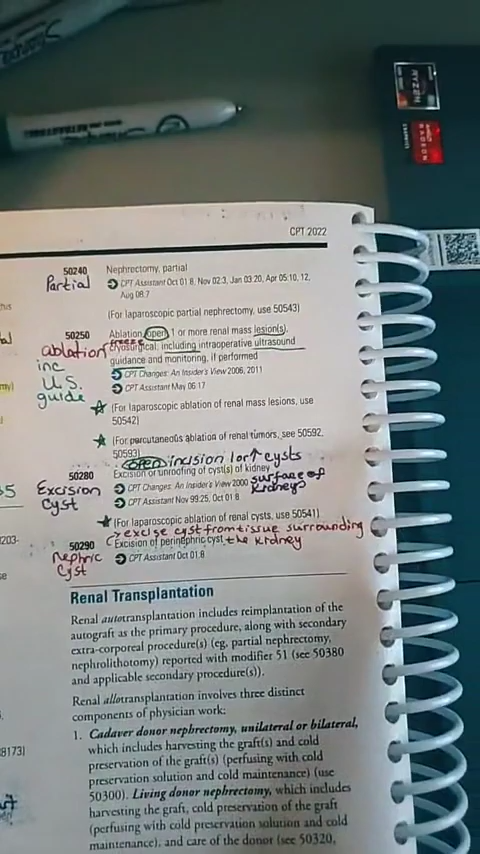 RYZEN
RADEON
CPT 2022
50240 Nephrectomy, partial
Partial
CPT Assistant Oct 01:8, Nov 02:3, Jan 03:20, Apr 05:10, 12,
Aug 08:7
(For laparoscopic partial nephrectomy, use 50543)
50250 Ablation, open, 1 or more renal mass lesion(s),
ablation
freeze
cryosurgical, including intraoperative ultrasound
guidance and monitoring, if performed
inc
U.S.
guide
CPT Changes: An Insider's View 2006, 2011
CPT Assistant May 06:17
(For laparoscopic ablation of renal mass lesions, use
50542)
(For percutaneous ablation of renal tumors, see 50592,
50593)
open incision 1 or ↑ cysts
50280 Excision or unroofing of cyst(s) of kidney
Excision
Cyst
CPT Changes: An Insider's View 2000
surface of
kidneys
CPT Assistant Nov 99:25, Oct 01:8
(For laparoscopic ablation of renal cysts, use 50541)
> excise cyst from tissue surrounding
50290 Excision of perinephric cyst
the kidney
nephric
Cyst
CPT Assistant Oct 01:8
Renal Transplantation
Renal autotransplantation includes reimplantation of the
autograft as the primary procedure, along with secondary
extra-corporeal procedure(s) (eg, partial nephrectomy,
nephrolithotomy) reported with modifier 51 (see 50380
and applicable secondary procedure(s)).
Renal allotransplantation involves three distinct
components of physician work:
1. Cadaver donor nephrectomy, unilateral or bilateral,
which includes harvesting the graft(s) and cold
preservation of the graft(s) (perfusing with cold
preservation solution and cold maintenance) (use
50300). Living donor nephrectomy, which includes
harvesting the graft, cold preservation of the graft
(perfusing with cold preservation solution and cold
maintenance), and care of the donor (see 50320,